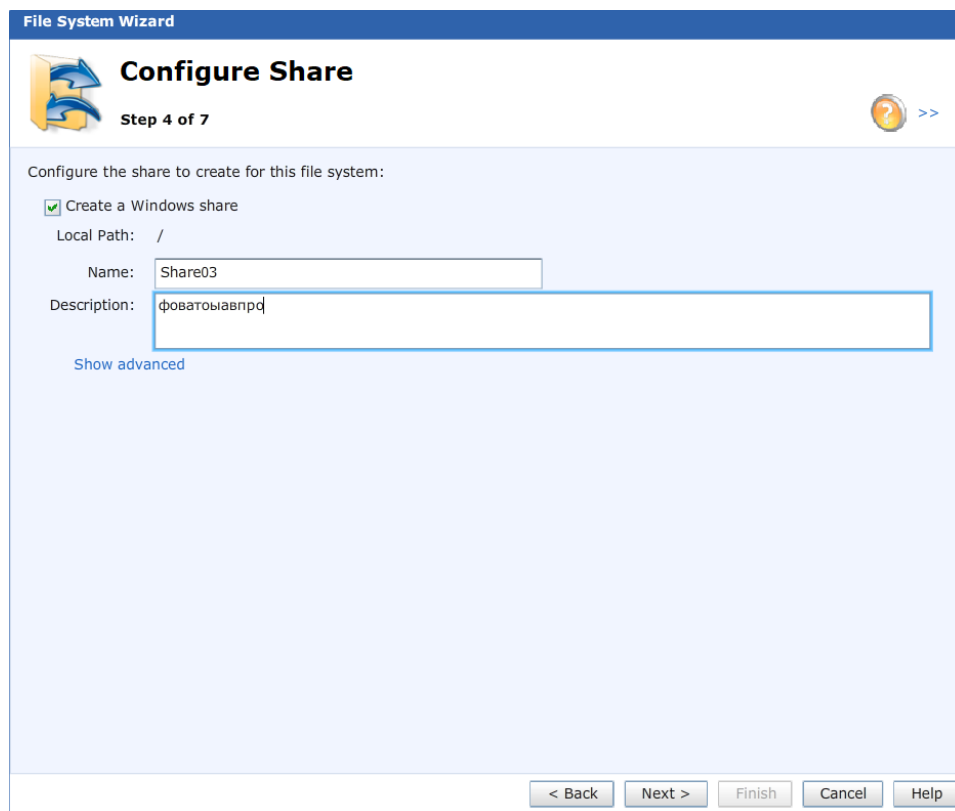 File System Wizard
Configure Share
Step 4 of 7
>>
Configure the share to create for this file system:
Create a Windows share
Local Path: /
Name: Share03
Description: фоватоыавпро
Show advanced
< Back Next > Finish Cancel Help